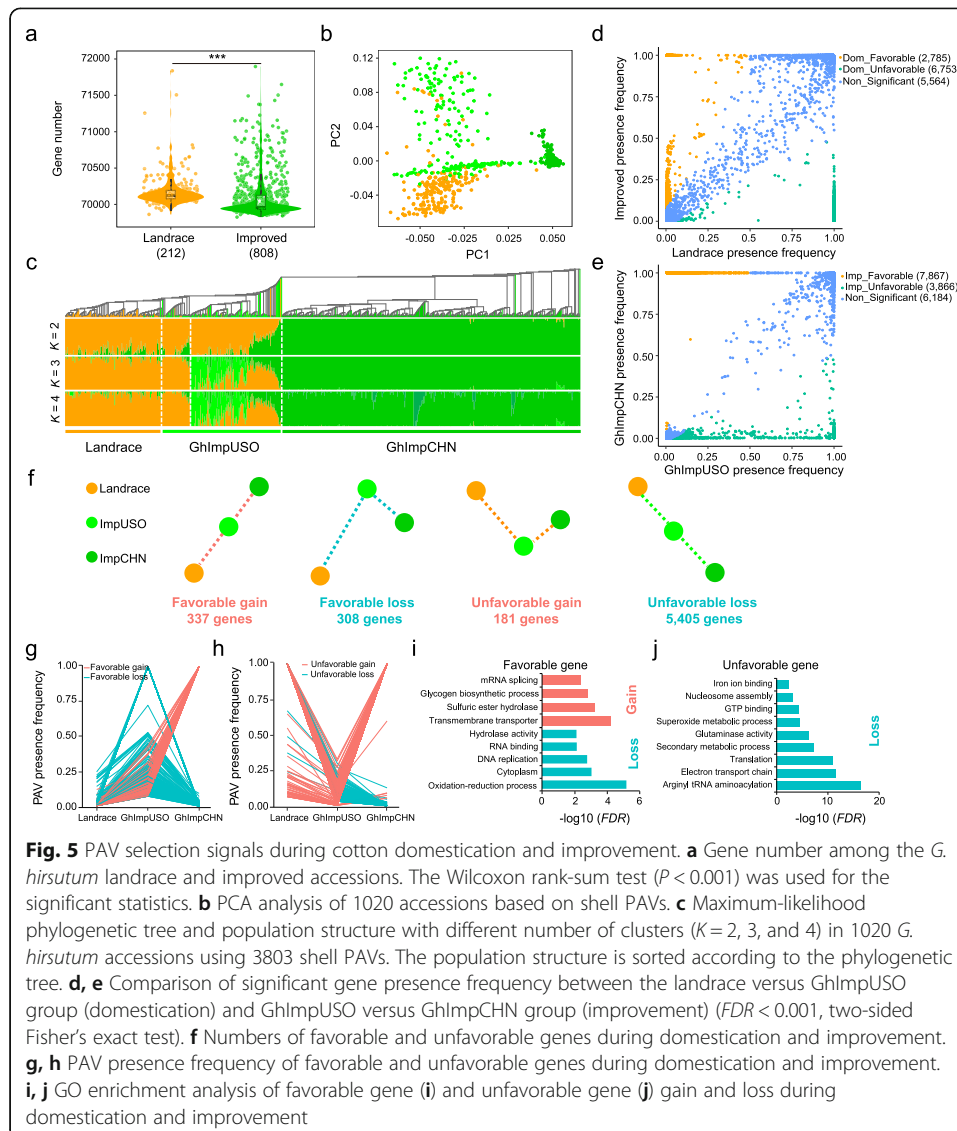 a
Gene number
72000
71500
71000
70500
70000
***
Landrace
(212)
Improved
(808)
b
PC2
0.12
0.08
0.04
0.00
-0.04
-0.050
-0.025
0.025
0.050
PC1
d
Improved presence frequency
1.00
0.75
0.50
0.25
0.00
0.00 0.25 0.50 0.75 1.00
Landrace presence frequency
Dom_Favorable (2,785)
Dom_Unfavorable (6,753)
Non_Significant (5,564)
c
K = 2
K = 3
K = 4
Landrace
GhImpUSO
GhImpCHN
e
GhImpCHN presence frequency
1.00
0.75
0.50
0.25
0.00
0.00 0.25 0.50 0.75 1.00
GhImpUSO presence frequency
Imp_Favorable (7,867)
Imp_Unfavorable (3,866)
Non_Significant (6,184)
f
Landrace
ImpUSO
ImpCHN
Favorable gain
337 genes
Favorable loss
308 genes
Unfavorable gain
181 genes
Unfavorable loss
5,405 genes
g
PAV presence frequency
1.00
0.75
0.50
0.25
0.00
Favorable gain
Favorable loss
Landrace GhImpUSO GhImpCHN
h
PAV presence frequency
1.00
0.75
0.50
0.25
0.00
Unfavorable gain
Unfavorable loss
Landrace GhImpUSO GhImpCHN
i
Favorable gene
mRNA splicing
Glycogen biosynthetic process
Sulfuric ester hydrolase
Transmembrane transporter
Hydrolase activity
RNA binding
DNA replication
Cytoplasm
Oxidation-reduction process
Gain
Loss
0 2 4 6
-log10 (FDR)
j
Unfavorable gene
Iron ion binding
Nucleosome assembly
GTP binding
Superoxide metabolic process
Glutaminase activity
Secondary metabolic process
Translation
Electron transport chain
Arginyl tRNA aminoacylation
Loss
0 10 20
-log10 (FDR)
Fig. 5 PAV selection signals during cotton domestication and improvement. a Gene number among the G.
hirsutum landrace and improved accessions. The Wilcoxon rank-sum test (P < 0.001) was used for the
significant statistics. b PCA analysis of 1020 accessions based on shell PAVs. c Maximum-likelihood
phylogenetic tree and population structure with different number of clusters (K = 2, 3, and 4) in 1020 G.
hirsutum accessions using 3803 shell PAVs. The population structure is sorted according to the phylogenetic
tree. d, e Comparison of significant gene presence frequency between the landrace versus GhImpUSO
group (domestication) and GhImpUSO versus GhImpCHN group (improvement) (FDR < 0.001, two-sided
Fisher's exact test). f Numbers of favorable and unfavorable genes during domestication and improvement.
g, h PAV presence frequency of favorable and unfavorable genes during domestication and improvement.
i, j GO enrichment analysis of favorable gene (i) and unfavorable gene (j) gain and loss during
domestication and improvement